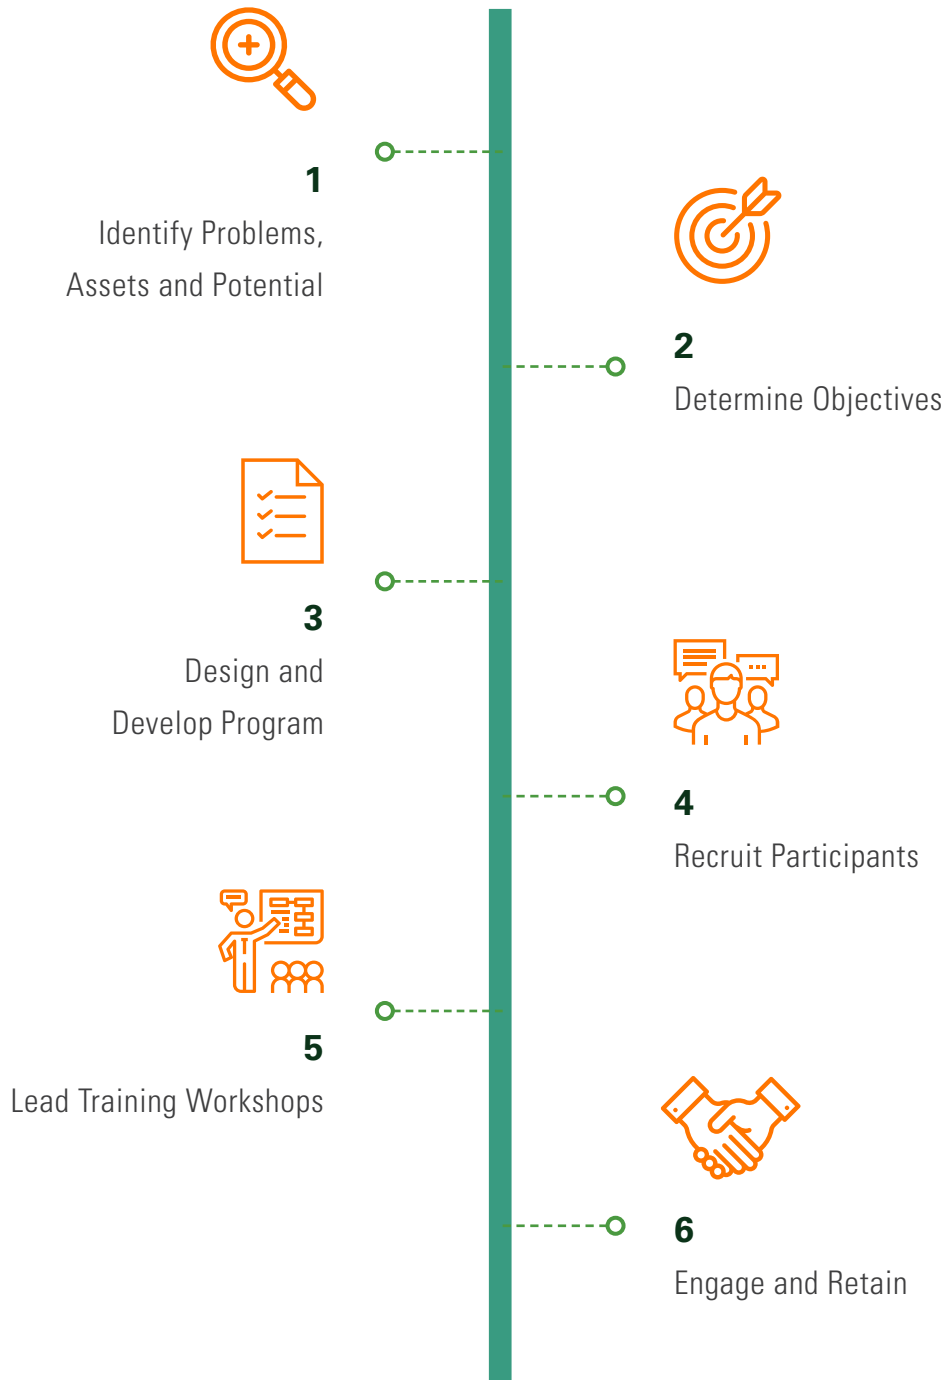 1
Identify Problems,
Assets and Potential
2
Determine Objectives
3
Design and
Develop Program
4
Recruit Participants
5
Lead Training Workshops
6
Engage and Retain